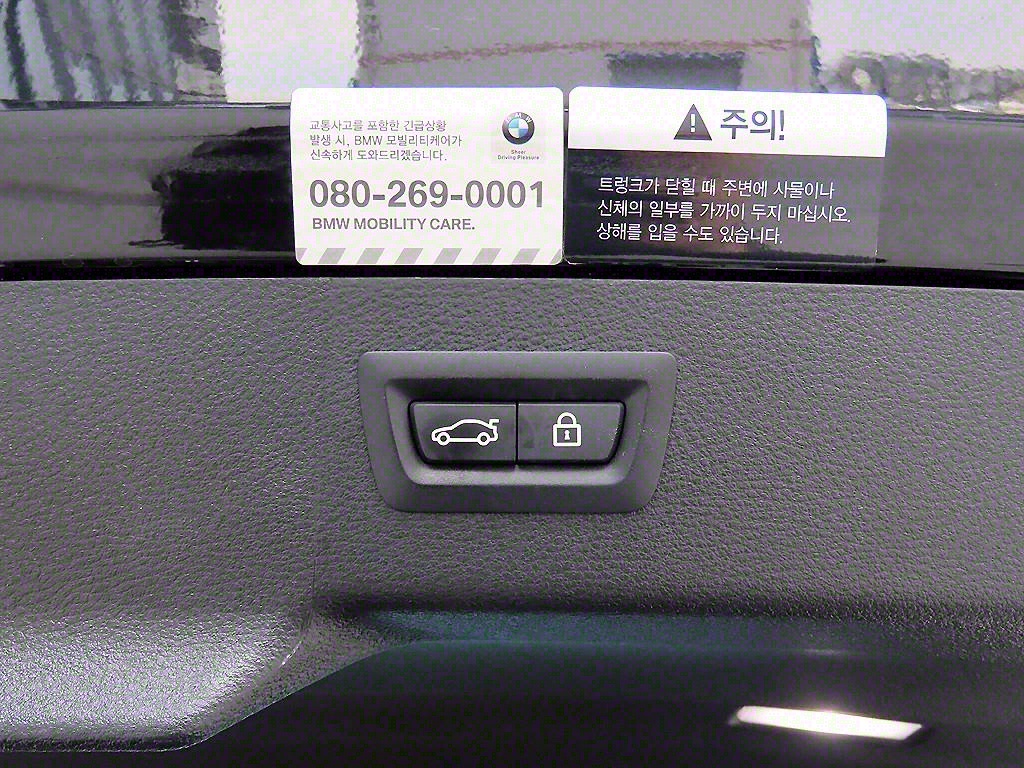 교통사고를 포함한 긴급상황
발생 시, BMW 모빌리티케어가
신속하게 도와드리겠습니다.
BMW
Sheer
Driving Pleasure
080-269-0001
BMW MOBILITY CARE.
주의!
트렁크가 닫힐 때 주변에 사물이나
신체의 일부를 가까이 두지 마십시오.
상해를 입을 수도 있습니다.